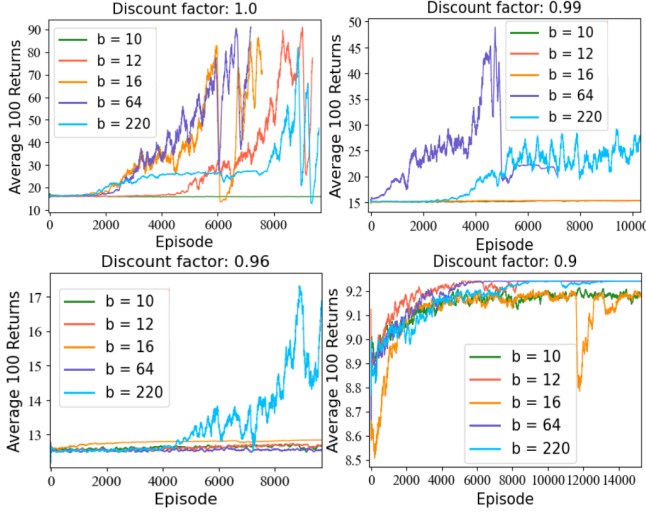 Discount factor: 1.0
Average 100 Returns
90
80
70
60
50
40
30
20
10
b = 10
b = 12
b = 16
b = 64
b = 220
0
2000
4000
6000
8000
Episode
Discount factor: 0.99
Average 100 Returns
50
45
40
35
30
25
20
15
b = 10
b = 12
b = 16
b = 64
b = 220
0
2000
4000
6000
8000
10000
Episode
Discount factor: 0.96
Average 100 Returns
17
16
15
14
13
b = 10
b = 12
b = 16
b = 64
b = 220
0
2000
4000
6000
8000
Episode
Discount factor: 0.9
Average 100 Returns
9.2
9.1
9.0
8.9
8.8
8.7
8.6
8.5
b = 10
b = 12
b = 16
b = 64
b = 220
0
2000
4000
6000
8000
10000
12000
14000
Episode